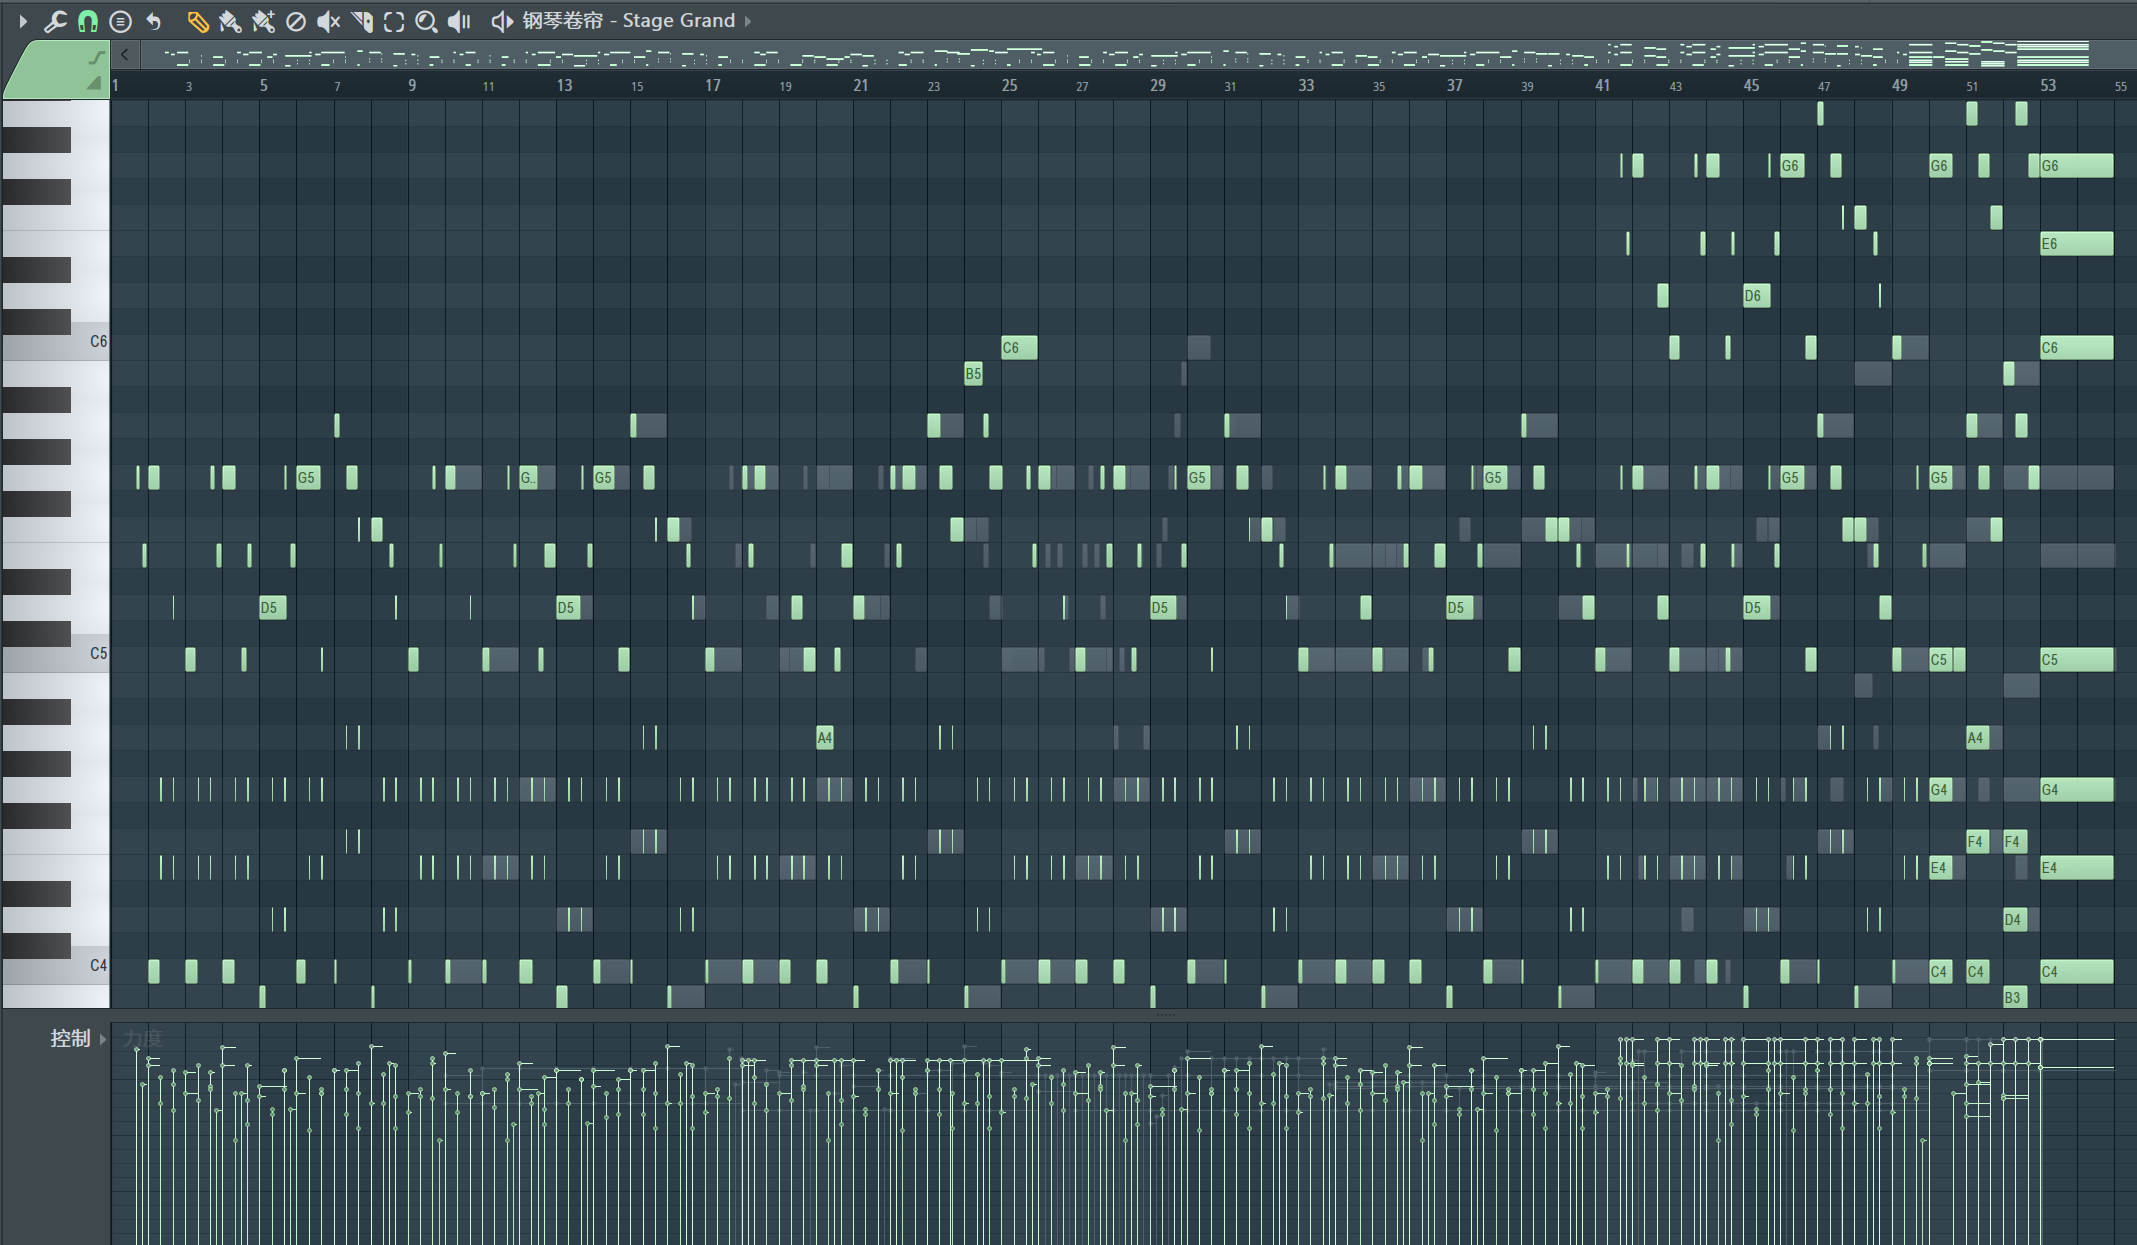 钢琴卷帘 - Stage Grand
1 3 5 7 9 11 13 15 17 19 21 23 25 27 29 31 33 35 37 39 41 43 45 47 49 51 53 55
G6 G6 G6
E6
D6
C6 C6 C6
B5
G5 G.. G5 G5 G5 G5 G5
D5 D5 D5 D5 D5
C5 C5 C5
A4 A4
G4 G4
F4 F4
E4 E4
D4
C4 C4 C4 C4
B3
控制 力度